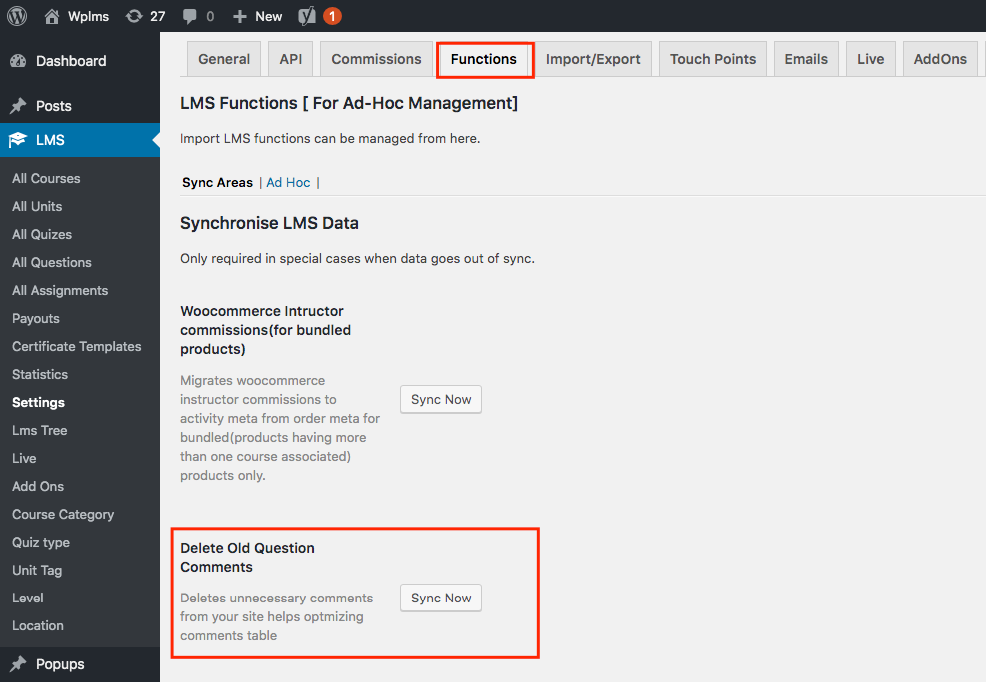 Wplms 27 0 New 1
Dashboard
Posts
LMS
All Courses
All Units
All Quizes
All Questions
All Assignments
Payouts
Certificate Templates
Statistics
Settings
Lms Tree
Live
Add Ons
Course Category
Quiz type
Unit Tag
Level
Location
Popups
General API Commissions Functions Import/Export Touch Points Emails Live AddOns
LMS Functions [ For Ad-Hoc Management]
Import LMS functions can be managed from here.
Sync Areas | Ad Hoc |
Synchronise LMS Data
Only required in special cases when data goes out of sync.
Woocommerce Intructor
commissions(for bundled
products)
Migrates woocommerce
instructor commissions to
activity meta from order meta for
bundled(products having more
than one course associated)
products only.
Sync Now
Delete Old Question
Comments
Deletes unnecessary comments
from your site helps optmizing
comments table
Sync Now